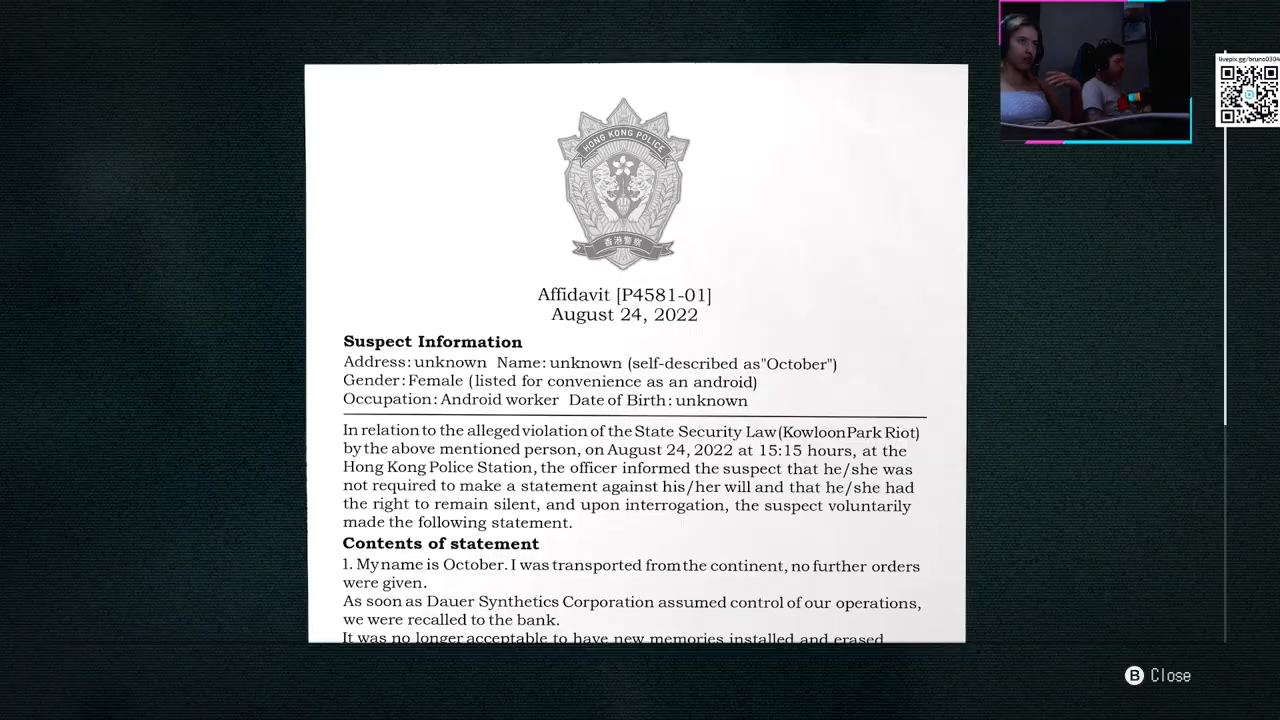 livepix.gg/bruno0304
HONG KONG POLICE
香港警察
Affidavit [P4581-01]
August 24, 2022
Suspect Information
Address: unknown Name: unknown (self-described as"October")
Gender: Female (listed for convenience as an android)
Occupation: Android worker Date of Birth: unknown
In relation to the alleged violation of the State Security Law(Kowloon Park Riot)
by the above mentioned person, on August 24, 2022 at 15:15 hours, at the
Hong Kong Police Station, the officer informed the suspect that he/she was
not required to make a statement against his/her will and that he/she had
the right to remain silent, and upon interrogation, the suspect voluntarily
made the following statement.
Contents of statement
1. My name is October. I was transported from the continent, no further orders
were given.
As soon as Dauer Synthetics Corporation assumed control of our operations,
we were recalled to the bank.
It was no longer acceptable to have new memories installed and erased
B Close